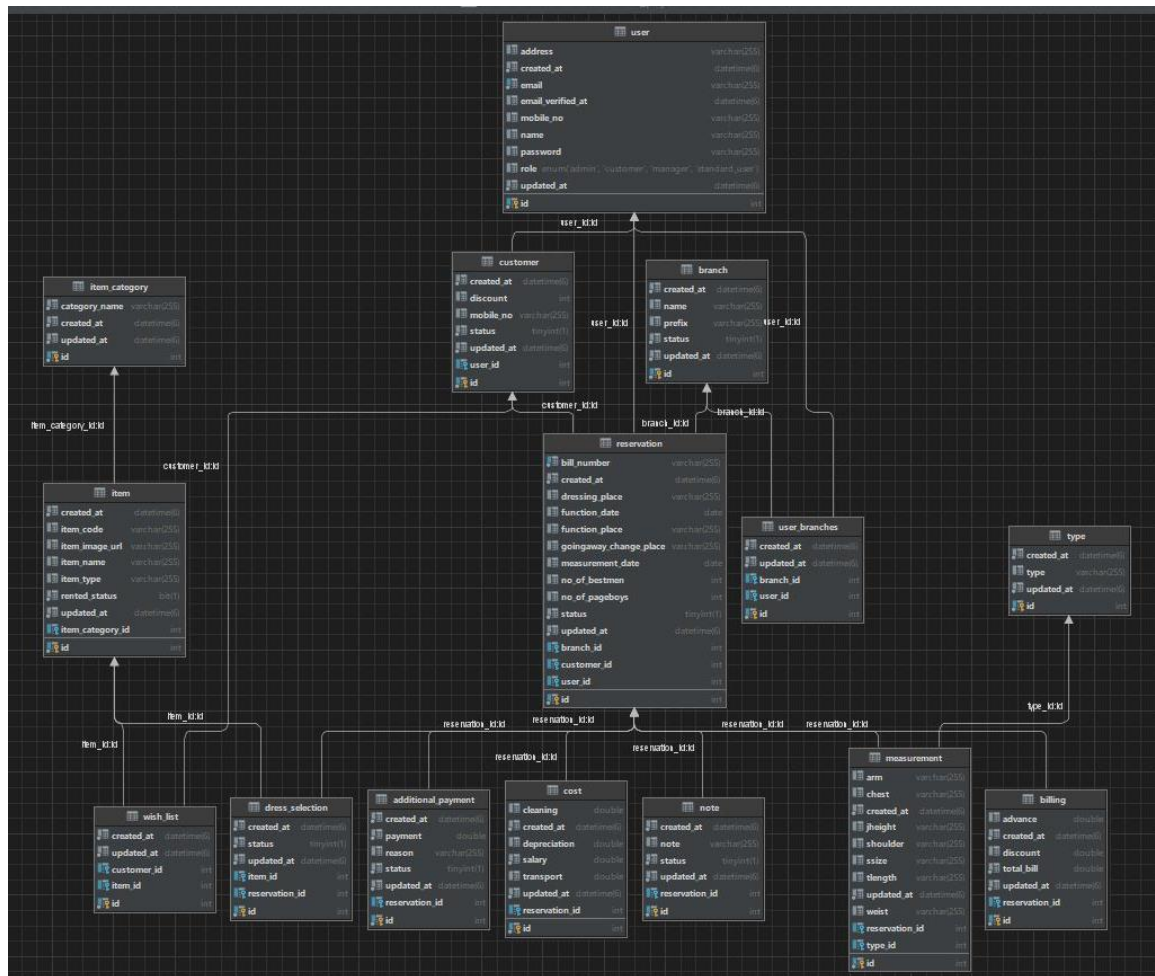 user
address varchar(255)
created_at datetime(6)
email varchar(255)
email_verified_at datetime(6)
mobile_no varchar(255)
name varchar(255)
password varchar(255)
role enum('admin', 'customer', 'manager', 'standard_user')
updated_at datetime(6)
id int
user_id:id
user_id:id
user_id:id
customer
created_at datetime(6)
discount int
mobile_no varchar(255)
status tinyint(1)
updated_at datetime(6)
user_id int
id int
branch
created_at datetime(6)
name varchar(255)
prefix varchar(255)
status tinyint(1)
updated_at datetime(6)
id int
item_category
category_name varchar(255)
created_at datetime(6)
updated_at datetime(6)
id int
customer_id:id
branch_id:id
branch_id:id
item_category_id:id
customer_id:id
reservation
bill_number varchar(255)
created_at datetime(6)
dressing_place varchar(255)
function_date date
function_place varchar(255)
goingaway_change_place varchar(255)
measurement_date date
no_of_bestmen int
no_of_pageboys int
status tinyint(1)
updated_at datetime(6)
branch_id int
customer_id int
user_id int
id int
item
created_at datetime(6)
item_code varchar(255)
item_image_url varchar(255)
item_name varchar(255)
item_type varchar(255)
rented_status bit(1)
updated_at datetime(6)
item_category_id int
id int
user_branches
created_at datetime(6)
updated_at datetime(6)
branch_id int
user_id int
id int
type
created_at datetime(6)
type varchar(255)
updated_at datetime(6)
id int
item_id:id
item_id:id
reservation_id:id
reservation_id:id
reservation_id:id
reservation_id:id
reservation_id:id
type_id:id
wish_list
created_at datetime(6)
updated_at datetime(6)
customer_id int
item_id int
id int
dress_selection
created_at datetime(6)
status tinyint(1)
updated_at datetime(6)
item_id int
reservation_id int
id int
additional_payment
created_at datetime(6)
payment double
reason varchar(255)
status tinyint(1)
updated_at datetime(6)
reservation_id int
id int
cost
cleaning double
created_at datetime(6)
depreciation double
salary double
transport double
updated_at datetime(6)
reservation_id int
id int
note
created_at datetime(6)
note varchar(255)
status tinyint(1)
updated_at datetime(6)
reservation_id int
id int
measurement
arm varchar(255)
chest varchar(255)
created_at datetime(6)
jheight varchar(255)
shoulder varchar(255)
ssize varchar(255)
tlength varchar(255)
updated_at datetime(6)
weist varchar(255)
reservation_id int
type_id int
id int
billing
advance double
created_at datetime(6)
discount double
total_bill double
updated_at datetime(6)
reservation_id int
id int